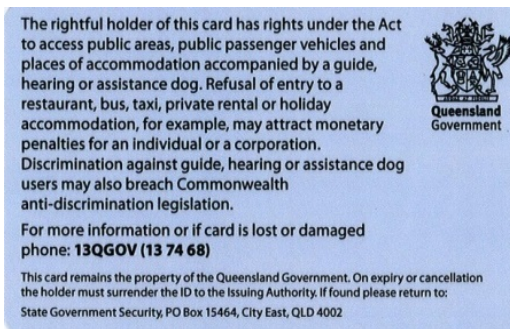 The rightful holder of this card has rights under the Act
to access public areas, public passenger vehicles and
places of accommodation accompanied by a guide,
hearing or assistance dog. Refusal of entry to a
restaurant, bus, taxi, private rental or holiday
accommodation, for example, may attract monetary
penalties for an individual or a corporation.
Discrimination against guide, hearing or assistance dog
users may also breach Commonwealth
anti-discrimination legislation.
For more information or if card is lost or damaged
phone: 13QGOV (13 74 68)
This card remains the property of the Queensland Government. On expiry or cancellation
the holder must surrender the ID to the Issuing Authority. If found please return to:
State Government Security, PO Box 15464, City East, QLD 4002
Queensland
Government